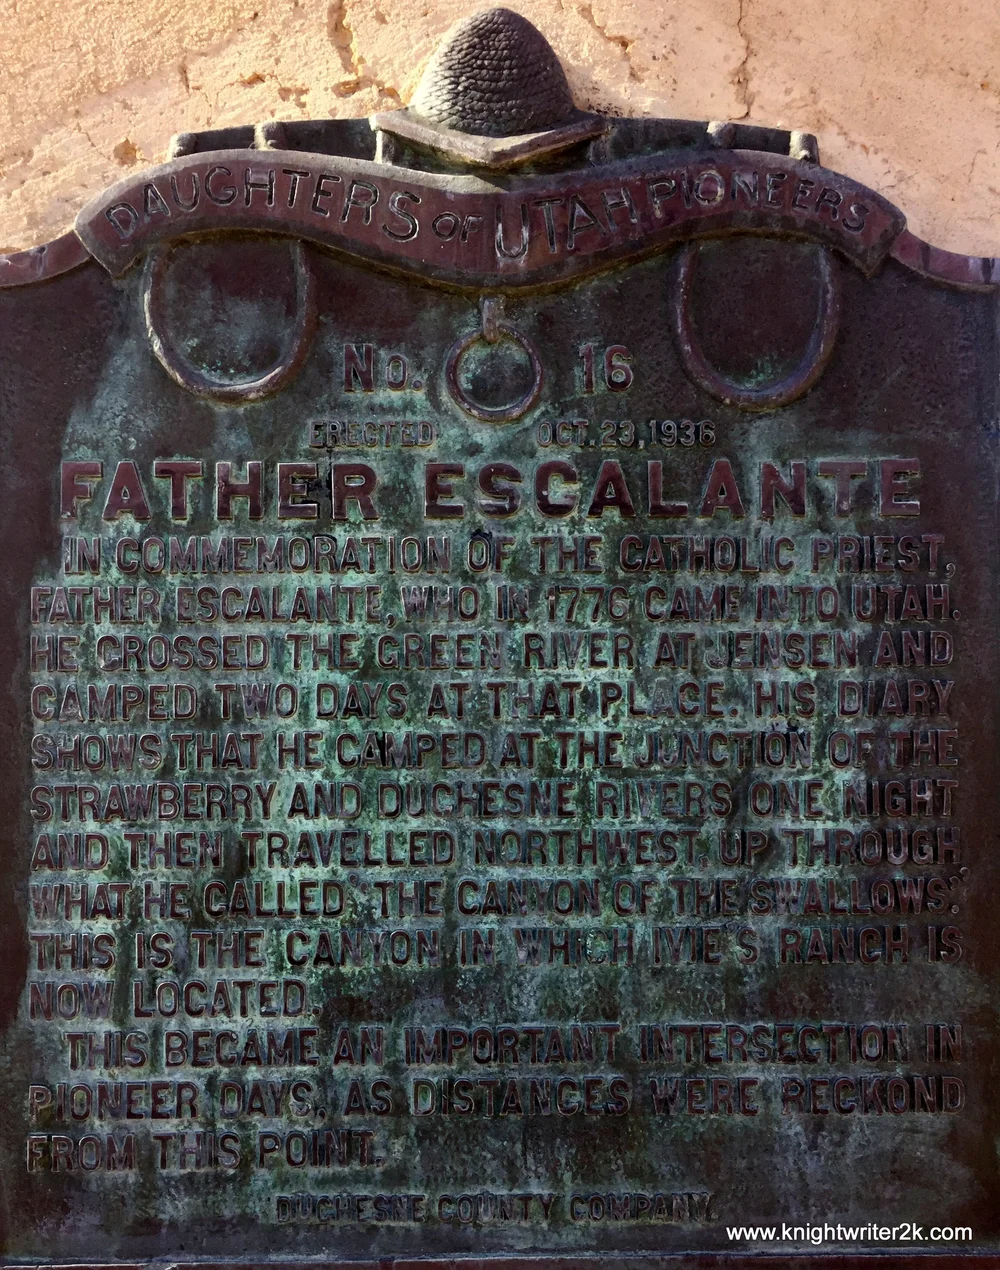 DAUGHTERS OF UTAH PIONEERS
No. 16
ERECTED OCT. 23, 1936
FATHER ESCALANTE
IN COMMEMORATION OF THE CATHOLIC PRIEST,
FATHER ESCALANTE, WHO IN 1776 CAME INTO UTAH.
HE CROSSED THE GREEN RIVER AT JENSEN AND
CAMPED TWO DAYS AT THAT PLACE. HIS DIARY
SHOWS THAT HE CAMPED AT THE JUNCTION OF THE
STRAWBERRY AND DUCHESNE RIVERS ONE NIGHT
AND THEN TRAVELLED NORTHWEST, UP THROUGH
WHAT HE CALLED "THE CANYON OF THE SWALLOWS."
THIS IS THE CANYON IN WHICH IVIE'S RANCH IS
NOW LOCATED.
THIS BECAME AN IMPORTANT INTERSECTION IN
PIONEER DAYS, AS DISTANCES WERE RECKOND
FROM THIS POINT.
DUCHESNE COUNTY COMPANY.
www.knightwriter2k.com